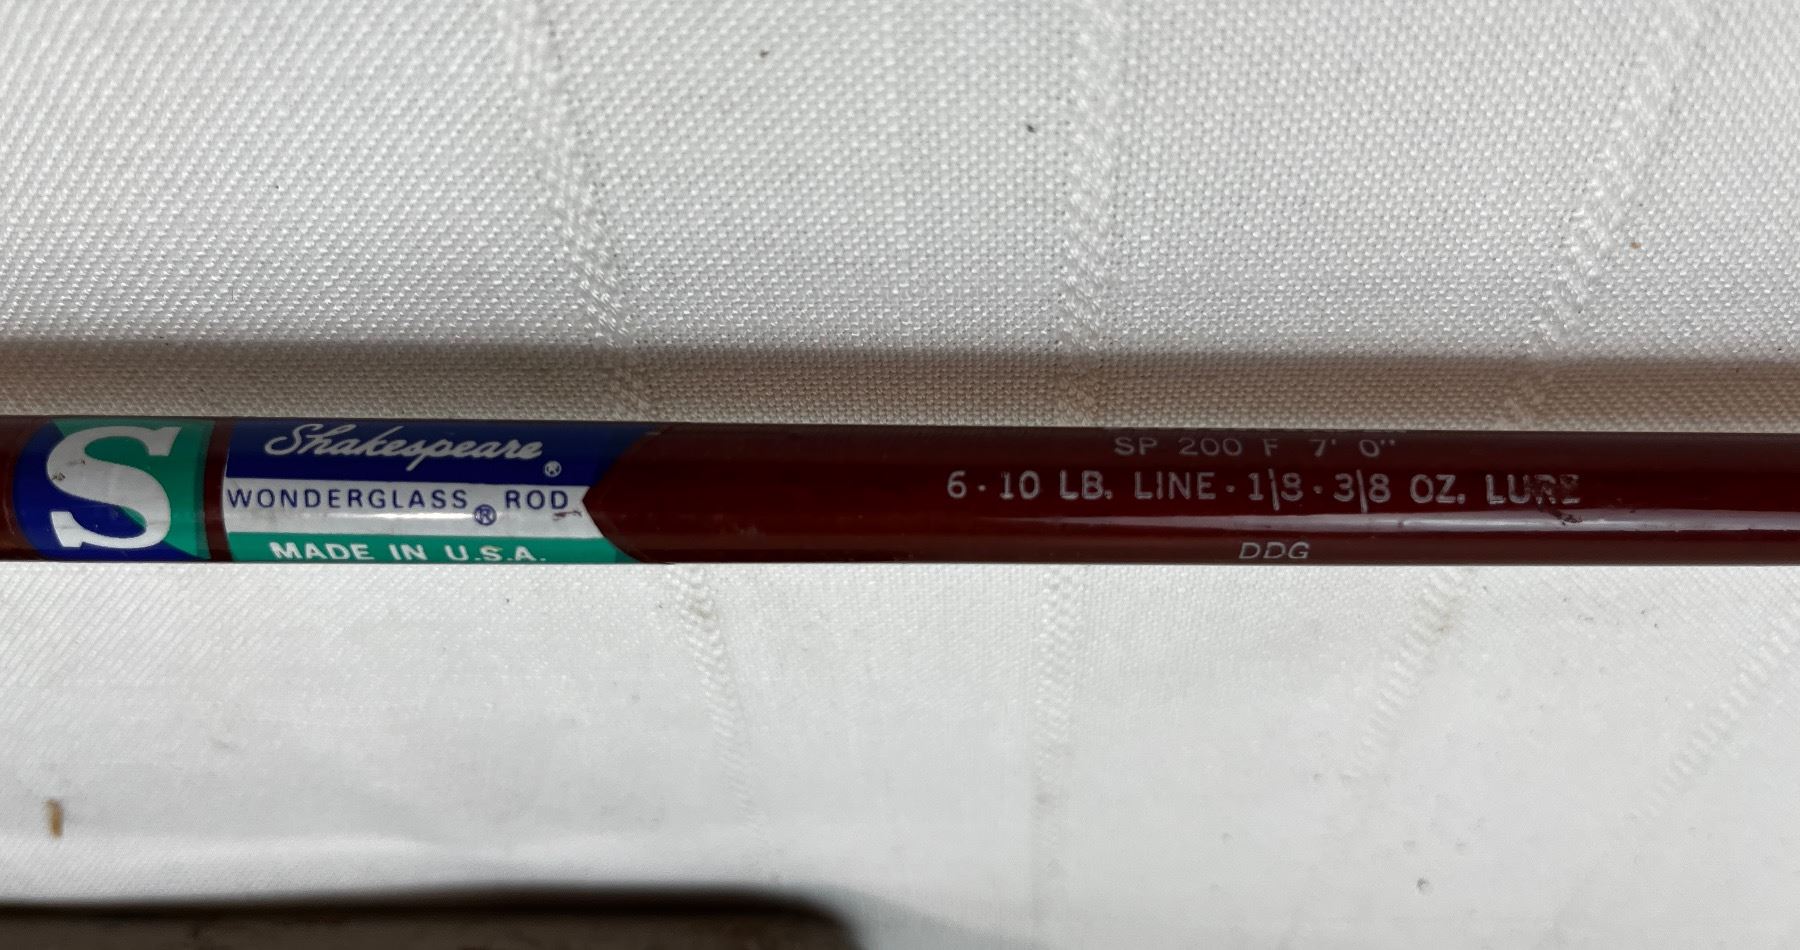 S
Shakespeare®
WONDERGLASS® ROD
MADE IN U.S.A.
SP 200 F 7' 0"
6·10 LB. LINE·1|8·3|8 OZ. LURE
DDG